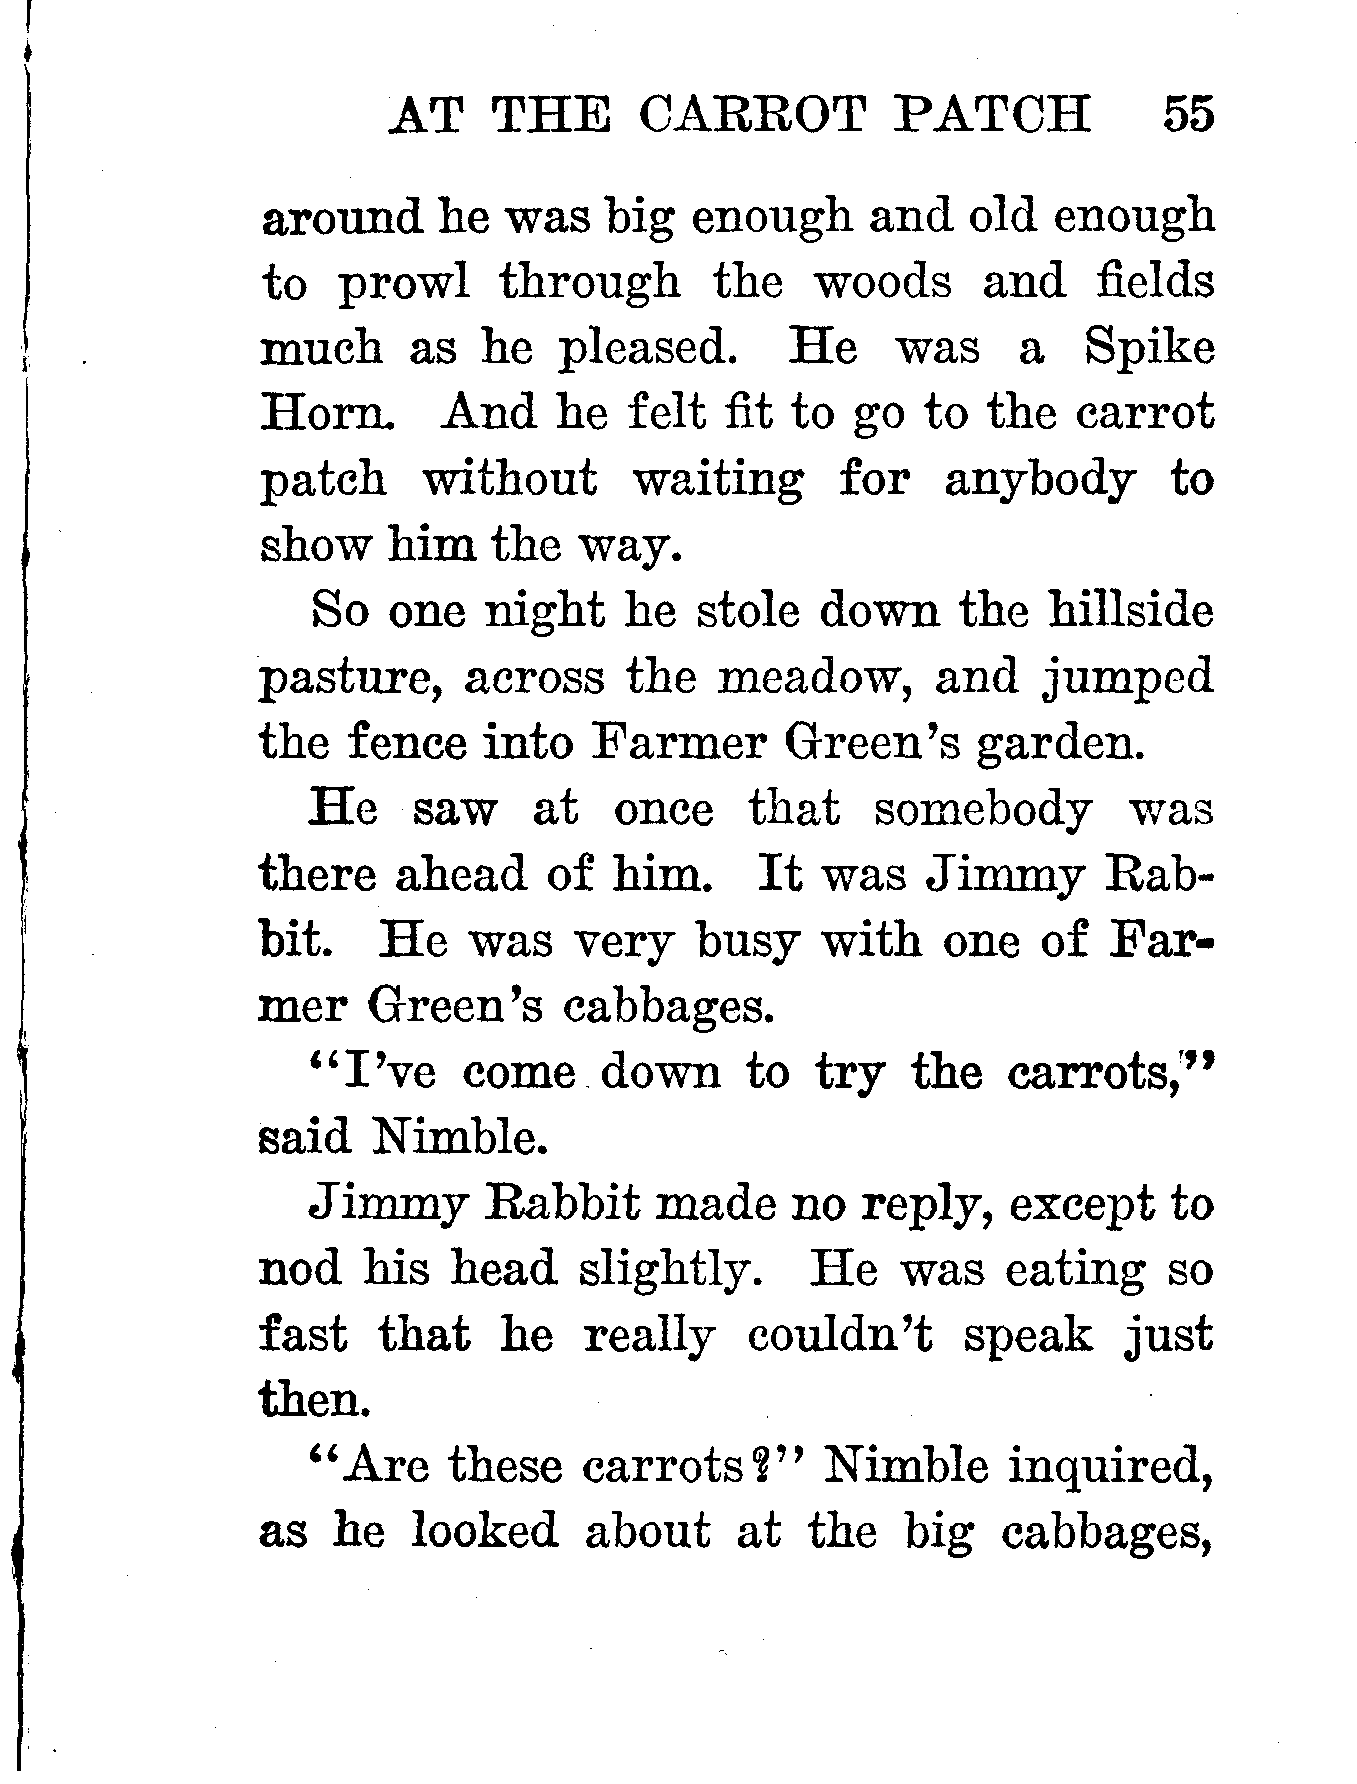 AT THE CARROT PATCH 55
around he was big enough and old enough
to prowl through the woods and fields
much as he pleased. He was a Spike
Horn. And he felt fit to go to the carrot
patch without waiting for anybody to
show him the way.
So one night he stole down the hillside
pasture, across the meadow, and jumped
the fence into Farmer Green's garden.
He saw at once that somebody was
there ahead of him. It was Jimmy Rab-
bit. He was very busy with one of Far-
mer Green's cabbages.
"I've come down to try the carrots,"
said Nimble.
Jimmy Rabbit made no reply, except to
nod his head slightly. He was eating so
fast that he really couldn't speak just
then.
"Are these carrots?" Nimble inquired,
as he looked about at the big cabbages,